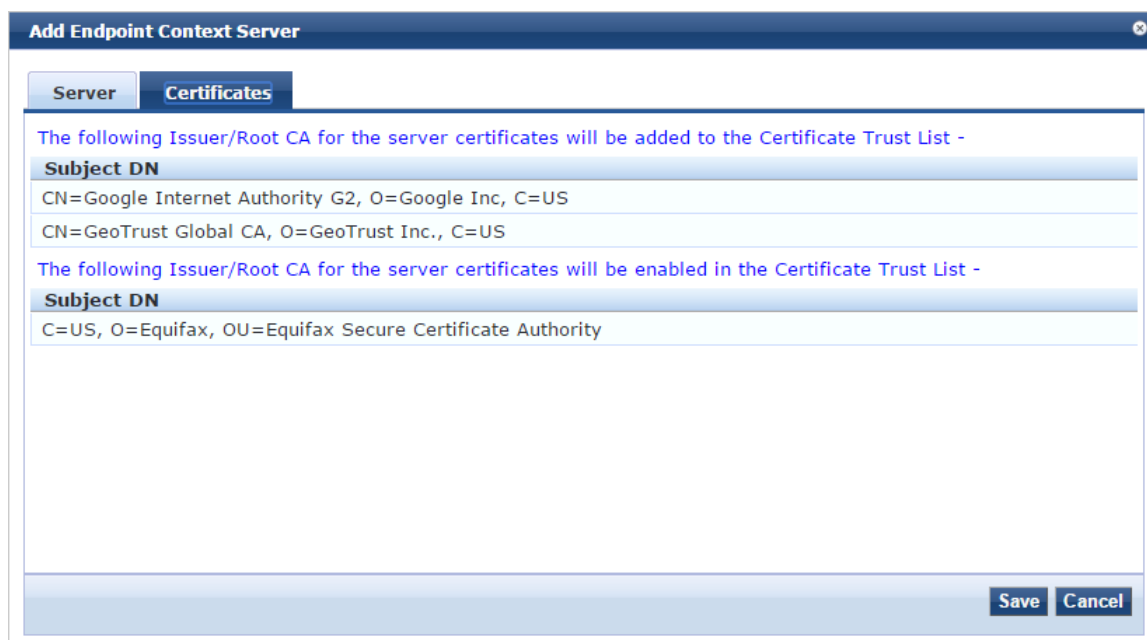 Add Endpoint Context Server
Server Certificates
The following Issuer/Root CA for the server certificates will be added to the Certificate Trust List -
Subject DN
CN=Google Internet Authority G2, O=Google Inc, C=US
CN=GeoTrust Global CA, O=GeoTrust Inc., C=US
The following Issuer/Root CA for the server certificates will be enabled in the Certificate Trust List -
Subject DN
C=US, O=Equifax, OU=Equifax Secure Certificate Authority
Save Cancel